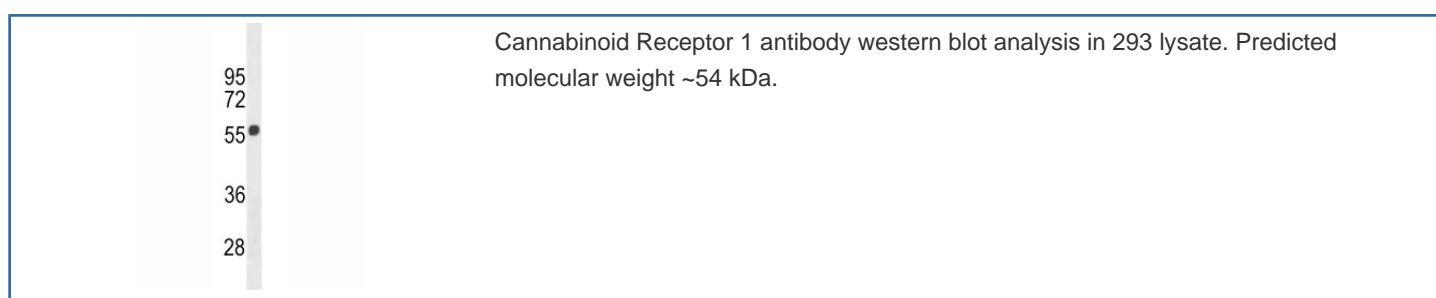 95
72
55
36
28
Cannabinoid Receptor 1 antibody western blot analysis in 293 lysate. Predicted
molecular weight ~54 kDa.